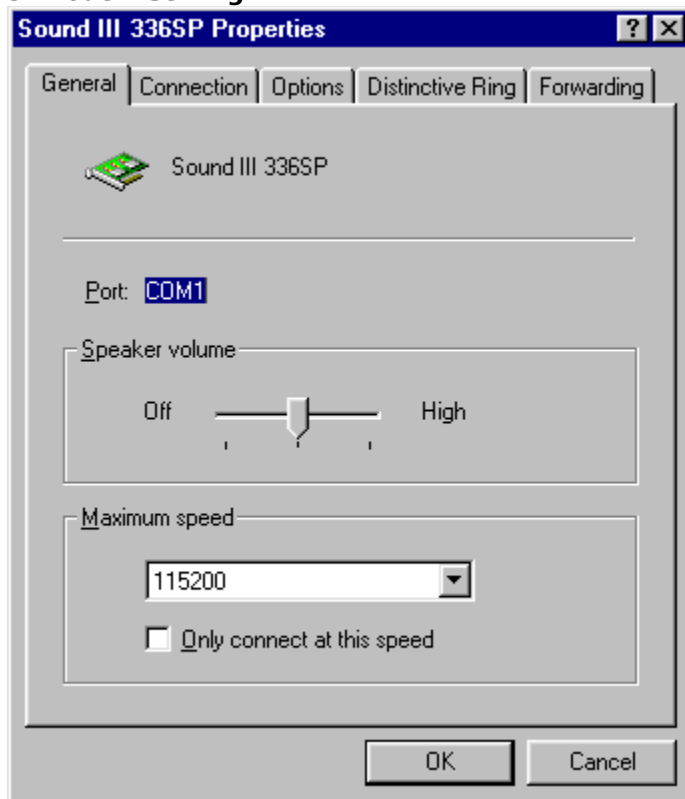 Sound III 336SP Properties
General Connection Options Distinctive Ring Forwarding
Sound III 336SP
Port: COM1
Speaker volume
Off High
Maximum speed
115200
Only connect at this speed
OK Cancel